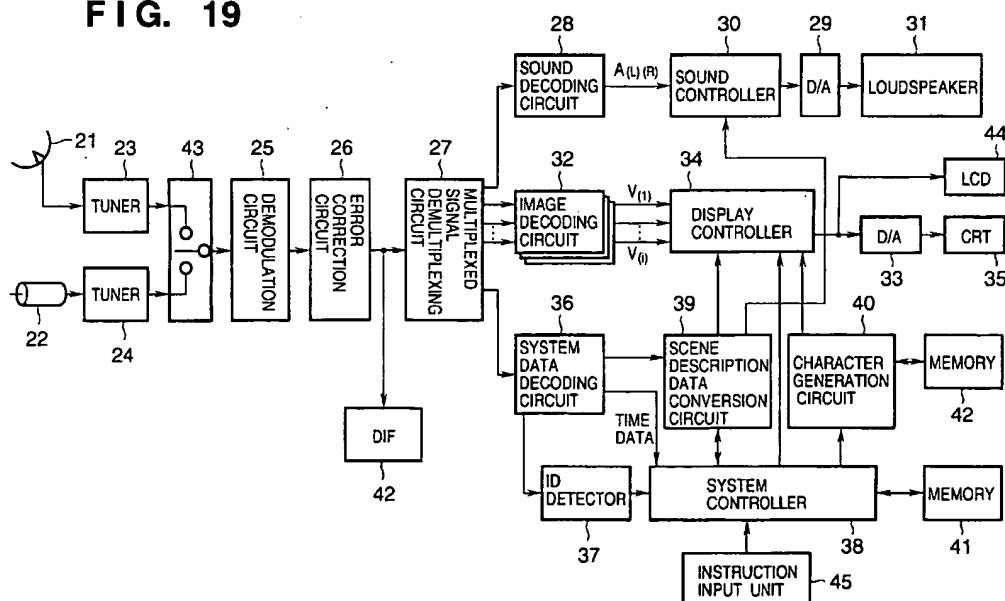 FIG. 19
28
30
29
31
SOUND
DECODING
CIRCUIT
A(L)(R)
SOUND
CONTROLLER
D/A
LOUDSPEAKER
21
23
43
25
26
27
32
34
44
TUNER
DEMODULATION
CIRCUIT
ERROR
CORRECTION
CIRCUIT
MULTIPLEXED
SIGNAL
DEMULTIPLEXING
CIRCUIT
IMAGE
DECODING
CIRCUIT
V(1)
V(i)
DISPLAY
CONTROLLER
LCD
D/A
CRT
33
35
TUNER
22
24
36
39
40
SYSTEM
DATA
DECODING
CIRCUIT
SCENE
DESCRIPTION
DATA
CONVERSION
CIRCUIT
CHARACTER
GENERATION
CIRCUIT
MEMORY
42
TIME
DATA
DIF
42
ID
DETECTOR
37
SYSTEM
CONTROLLER
38
MEMORY
41
INSTRUCTION
INPUT UNIT
45